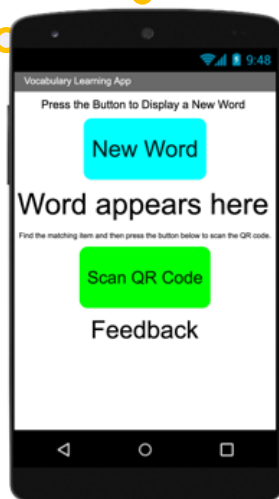 9:48
Vocabulary Learning App
Press the Button to Display a New Word
New Word
Word appears here
Find the matching item and then press the button below to scan the QR code.
Scan QR Code
Feedback